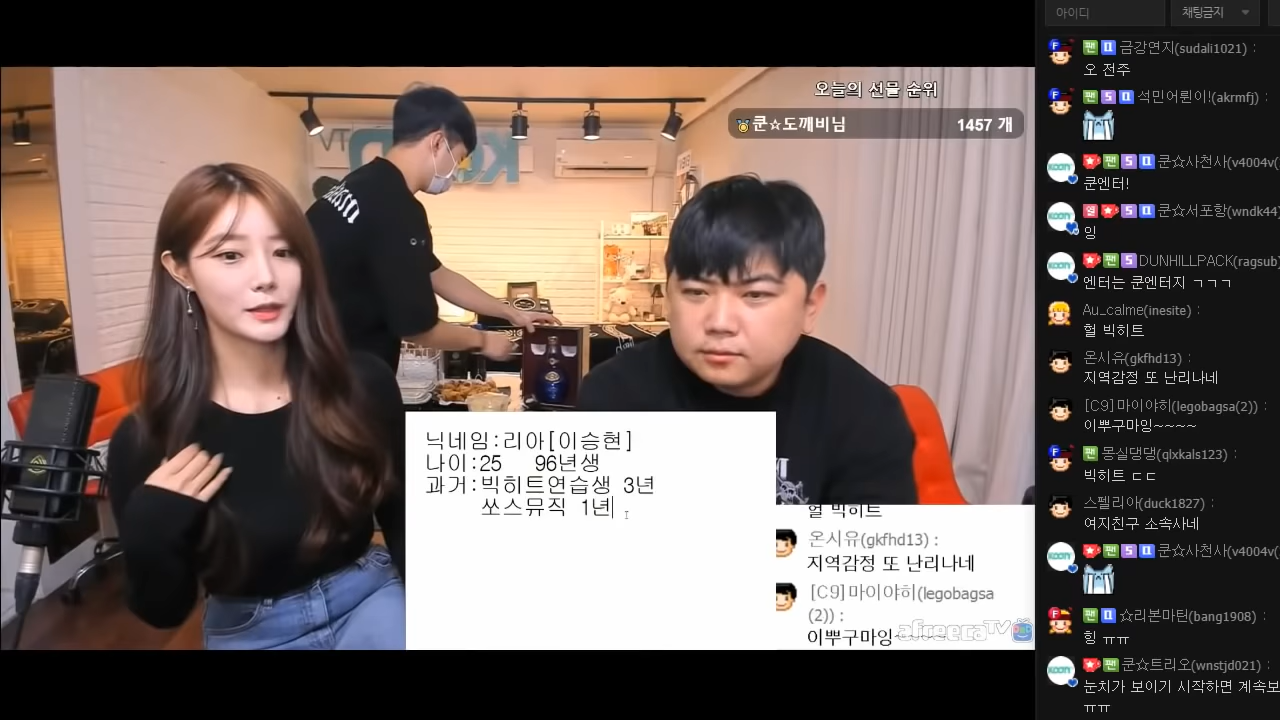 오늘의 선물 순위
쿤☆도깨비님 1457 개
닉네임:리아[이승현]
나이:25 96년생
과거:빅히트연습생 3년
쏘스뮤직 1년
헐 빅히트
온시유(gkfhd13) :
지역감정 또 난리나네
[C9]마이야히(legobagsa
(2)) :
이뿌구마잉~~~~
afreecaTV
아이디 채팅금지
팬 금강연지(sudali1021) :
오 전주
팬 S 석민어륀이!(akrmfj) :
팬 S 쿤☆사천사(v4004v(
쿤엔터!
열 S 쿤☆서포항(wndk44
잉
팬 S DUNHILLPACK(ragsub
엔터는 쿤엔터지 ㄱㄱㄱ
Au_calme(inesite) :
헐 빅히트
온시유(gkfhd13) :
지역감정 또 난리나네
[C9]마이야히(legobagsa(2)) :
이뿌구마잉~~~~
팬 몽실댕댕(qlxkals123) :
빅히트 ㄷㄷ
스펠리아(duck1827) :
여지친구 소속사네
팬 S 쿤☆사천사(v4004v(
팬 ☆리본마틴(bang1908) :
힝 ㅠㅠ
팬 쿤☆트리오(wnstjd021) :
눈치가 보이기 시작하면 계속보
ㅠㅠ